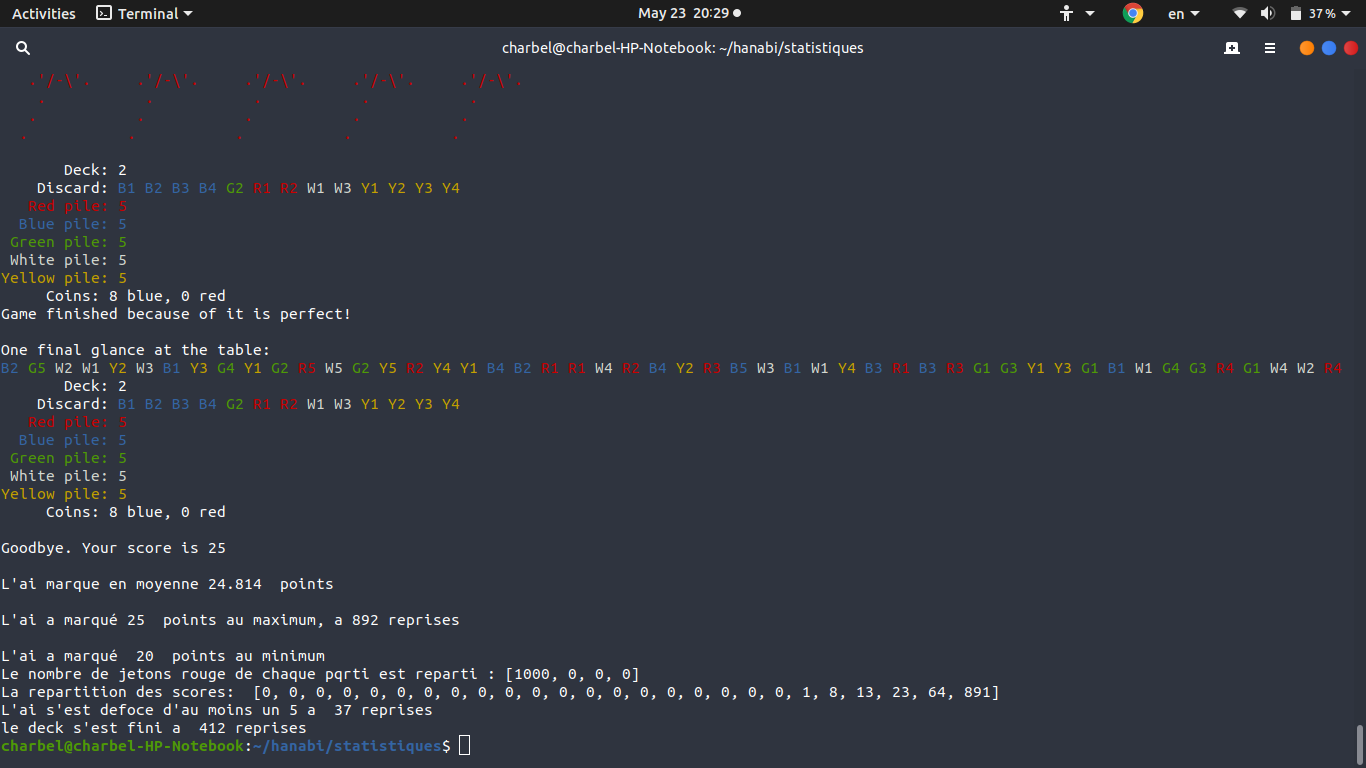 Activities Terminal May 23 20:29 en 37 %
charbel@charbel-HP-Notebook: ~/hanabi/statistiques
.'/-\'. .'/-\'. .'/-\'. .'/-\'. .'/-\'.
. . . . .
. . . . .
. . . . .
Deck: 2
Discard: B1 B2 B3 B4 G2 R1 R2 W1 W3 Y1 Y2 Y3 Y4
Red pile: 5
Blue pile: 5
Green pile: 5
White pile: 5
Yellow pile: 5
Coins: 8 blue, 0 red
Game finished because of it is perfect!
One final glance at the table:
B2 G5 W2 W1 Y2 W3 B1 Y3 G4 Y1 G2 R5 W5 G2 Y5 R2 Y4 Y1 B4 B2 R1 R1 W4 R2 B4 Y2 R3 B5 W3 B1 W1 Y4 B3 R1 B3 R3 G1 G3 Y1 Y3 G1 B1 W1 G4 G3 R4 G1 W4 W2 R4
Deck: 2
Discard: B1 B2 B3 B4 G2 R1 R2 W1 W3 Y1 Y2 Y3 Y4
Red pile: 5
Blue pile: 5
Green pile: 5
White pile: 5
Yellow pile: 5
Coins: 8 blue, 0 red
Goodbye. Your score is 25
L'ai marque en moyenne 24.814 points
L'ai a marqué 25 points au maximum, a 892 reprises
L'ai a marqué 20 points au minimum
Le nombre de jetons rouge de chaque pqrti est reparti : [1000, 0, 0, 0]
La repartition des scores: [0, 0, 0, 0, 0, 0, 0, 0, 0, 0, 0, 0, 0, 0, 0, 0, 0, 0, 0, 0, 1, 8, 13, 23, 64, 891]
L'ai s'est defoce d'au moins un 5 a 37 reprises
le deck s'est fini a 412 reprises
charbel@charbel-HP-Notebook:~/hanabi/statistiques$